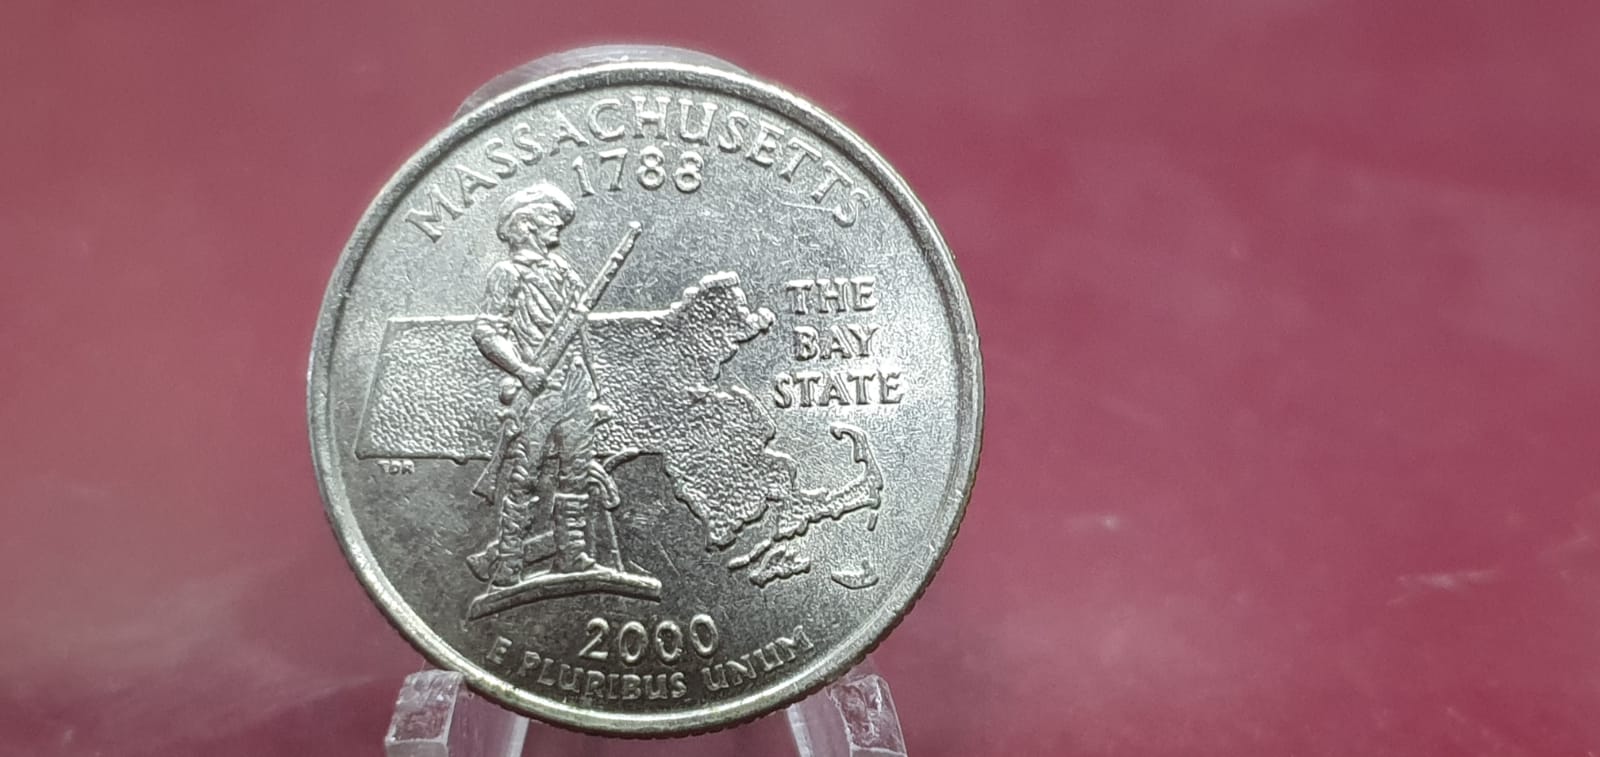 MASSACHUSETTS
1788
THE
BAY
STATE
TDR
2000
E PLURIBUS UNUM